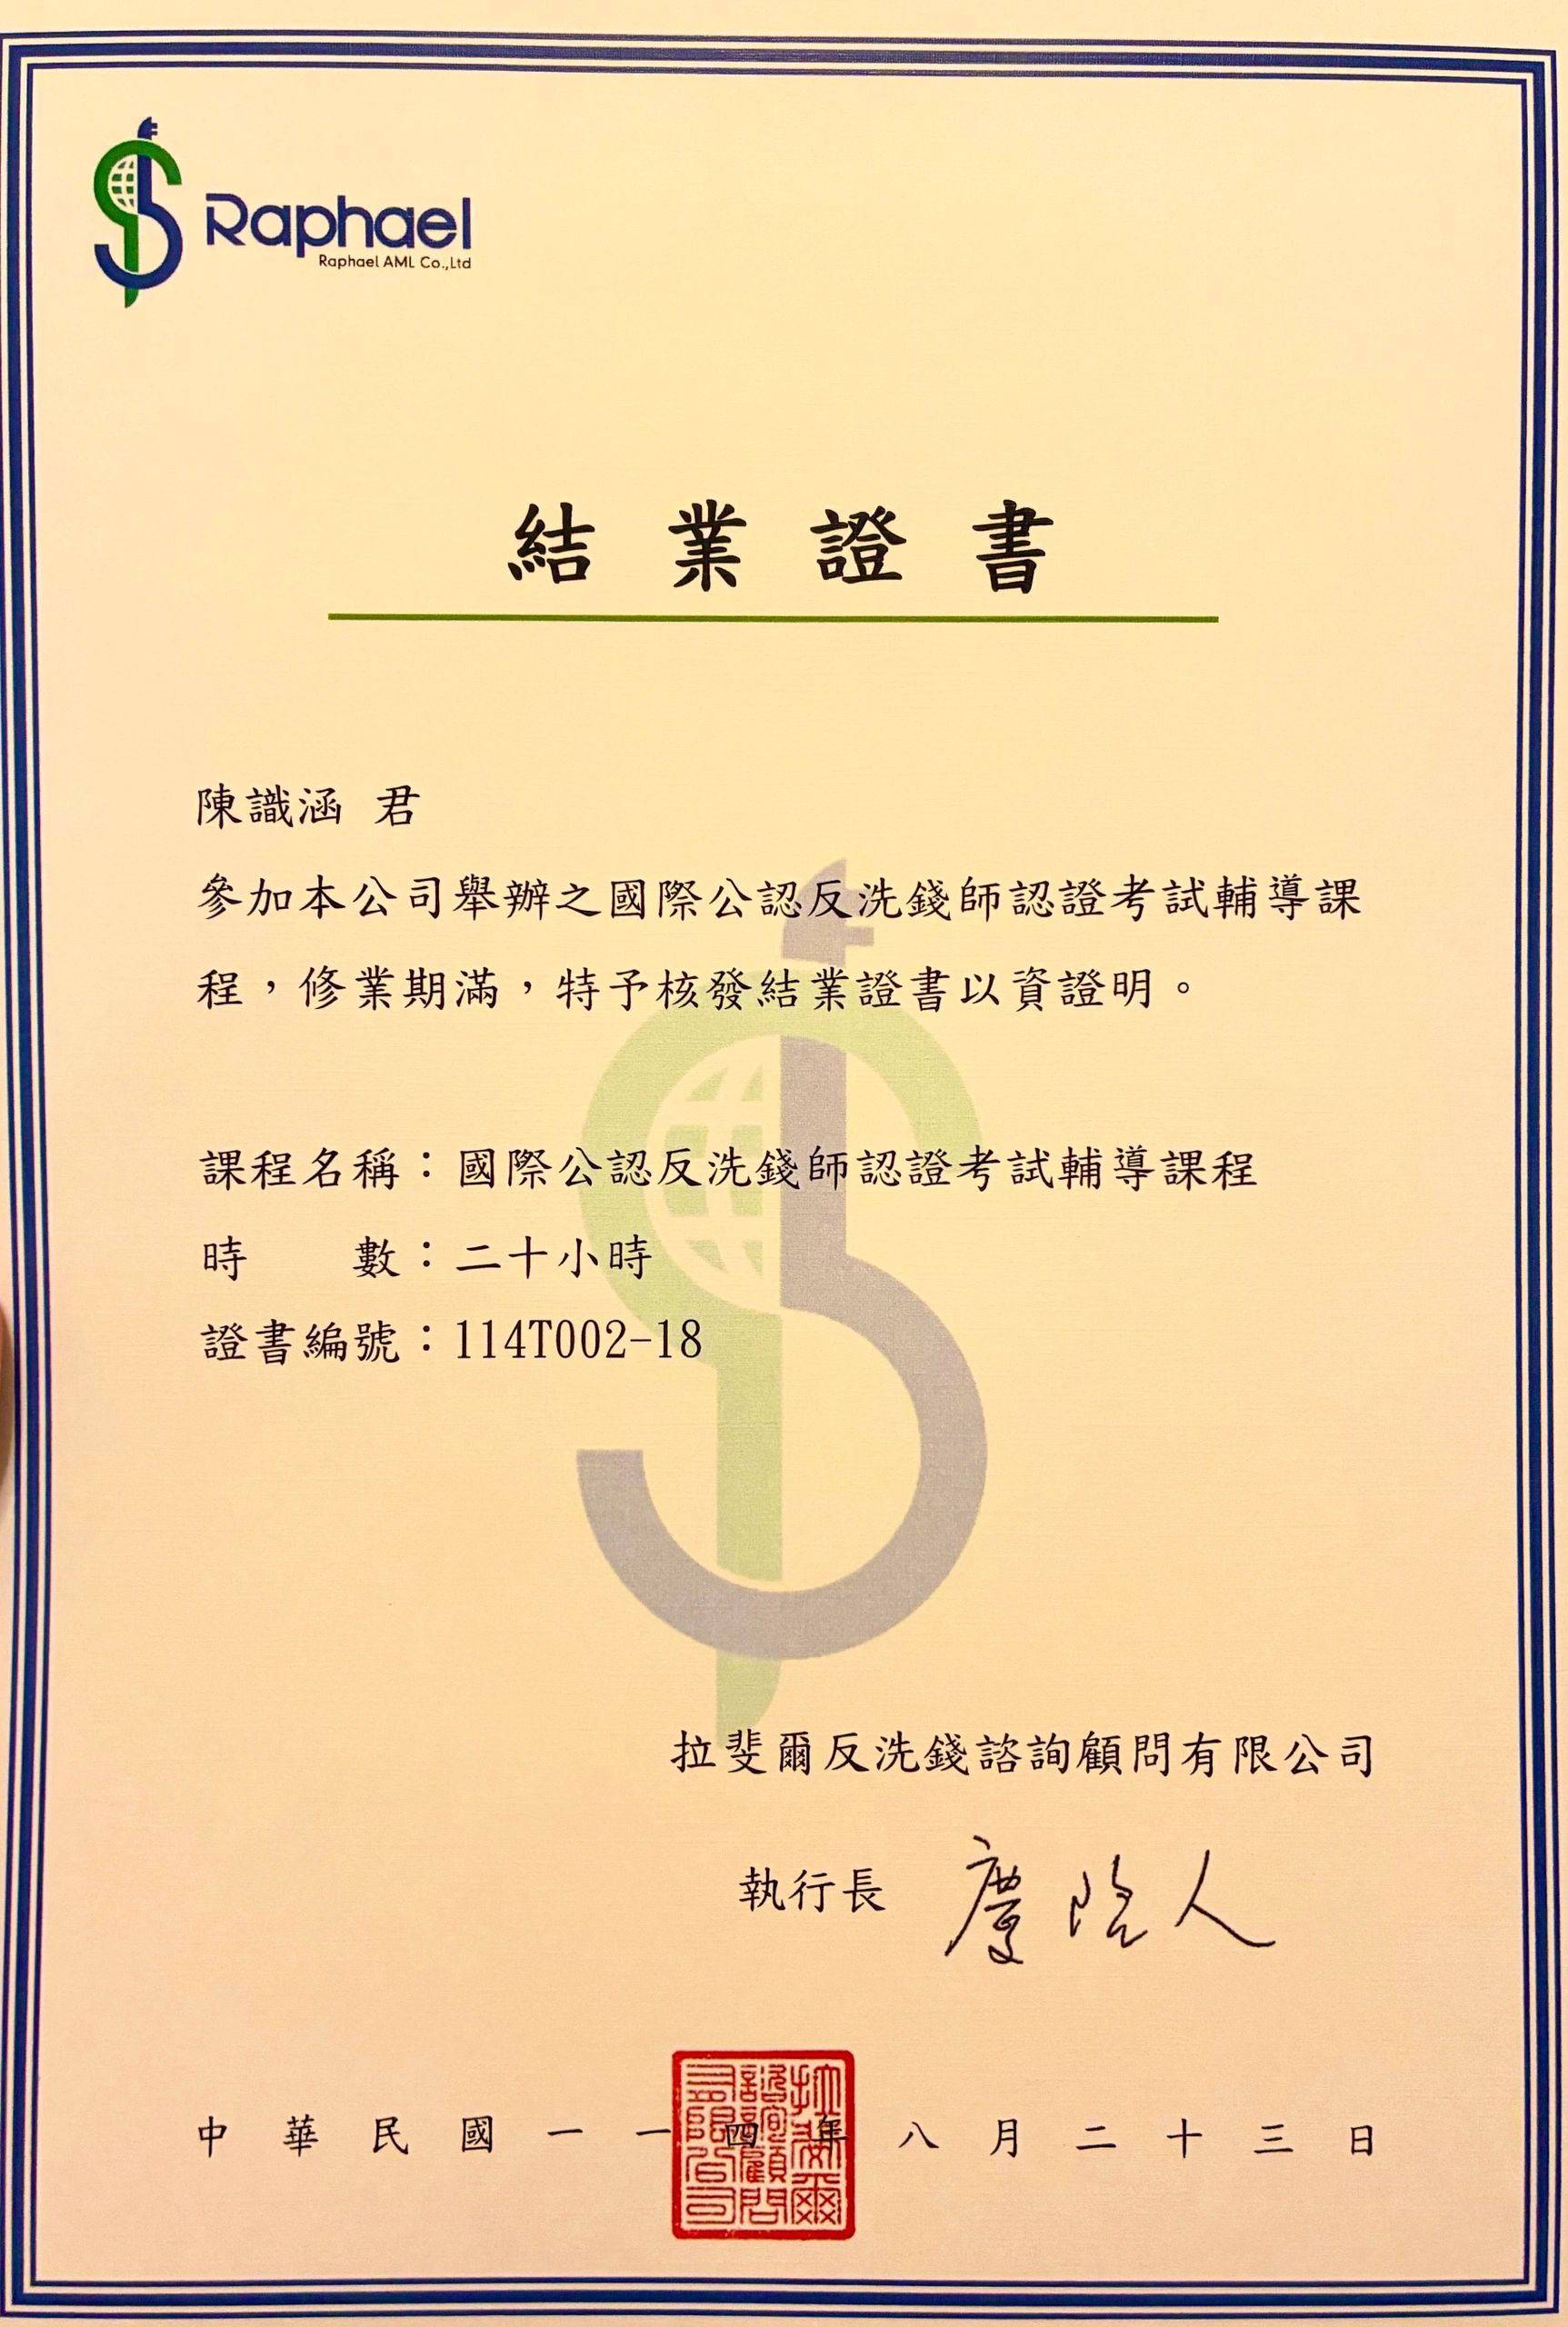 Raphael
Raphael AML Co.,Ltd
結業證書
陳識涵 君
參加本公司舉辦之國際公認反洗錢師認證考試輔導課
程，修業期滿，特予核發結業證書以資證明。
課程名稱：國際公認反洗錢師認證考試輔導課程
時　　數：二十小時
證書編號：114T002-18
拉斐爾反洗錢諮詢顧問有限公司
執行長
中華民國一一四年八月二十三日